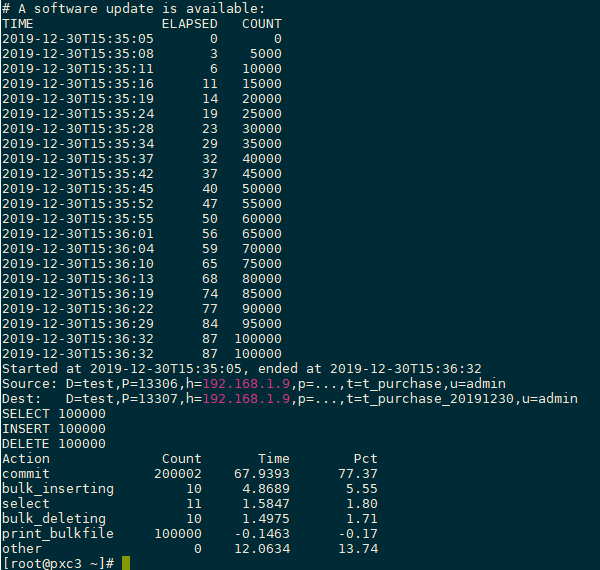 # A software update is available:
TIME                ELAPSED   COUNT
2019-12-30T15:35:05       0       0
2019-12-30T15:35:08       3    5000
2019-12-30T15:35:11       6   10000
2019-12-30T15:35:16      11   15000
2019-12-30T15:35:19      14   20000
2019-12-30T15:35:24      19   25000
2019-12-30T15:35:28      23   30000
2019-12-30T15:35:34      29   35000
2019-12-30T15:35:37      32   40000
2019-12-30T15:35:42      37   45000
2019-12-30T15:35:45      40   50000
2019-12-30T15:35:52      47   55000
2019-12-30T15:35:55      50   60000
2019-12-30T15:36:01      56   65000
2019-12-30T15:36:04      59   70000
2019-12-30T15:36:10      65   75000
2019-12-30T15:36:13      68   80000
2019-12-30T15:36:19      74   85000
2019-12-30T15:36:22      77   90000
2019-12-30T15:36:29      84   95000
2019-12-30T15:36:32      87  100000
2019-12-30T15:36:32      87  100000
Started at 2019-12-30T15:35:05, ended at 2019-12-30T15:36:32
Source: D=test,P=13306,h=192.168.1.9,p=...,t=t_purchase,u=admin
Dest:   D=test,P=13307,h=192.168.1.9,p=...,t=t_purchase_20191230,u=admin
SELECT 100000
INSERT 100000
DELETE 100000
Action              Count       Time        Pct
commit             200002    67.9393      77.37
bulk_inserting         10     4.8689       5.55
select                 11     1.5847       1.80
bulk_deleting          10     1.4975       1.71
print_bulkfile     100000    -0.1463      -0.17
other                   0    12.0634      13.74
[root@pxc3 ~]#